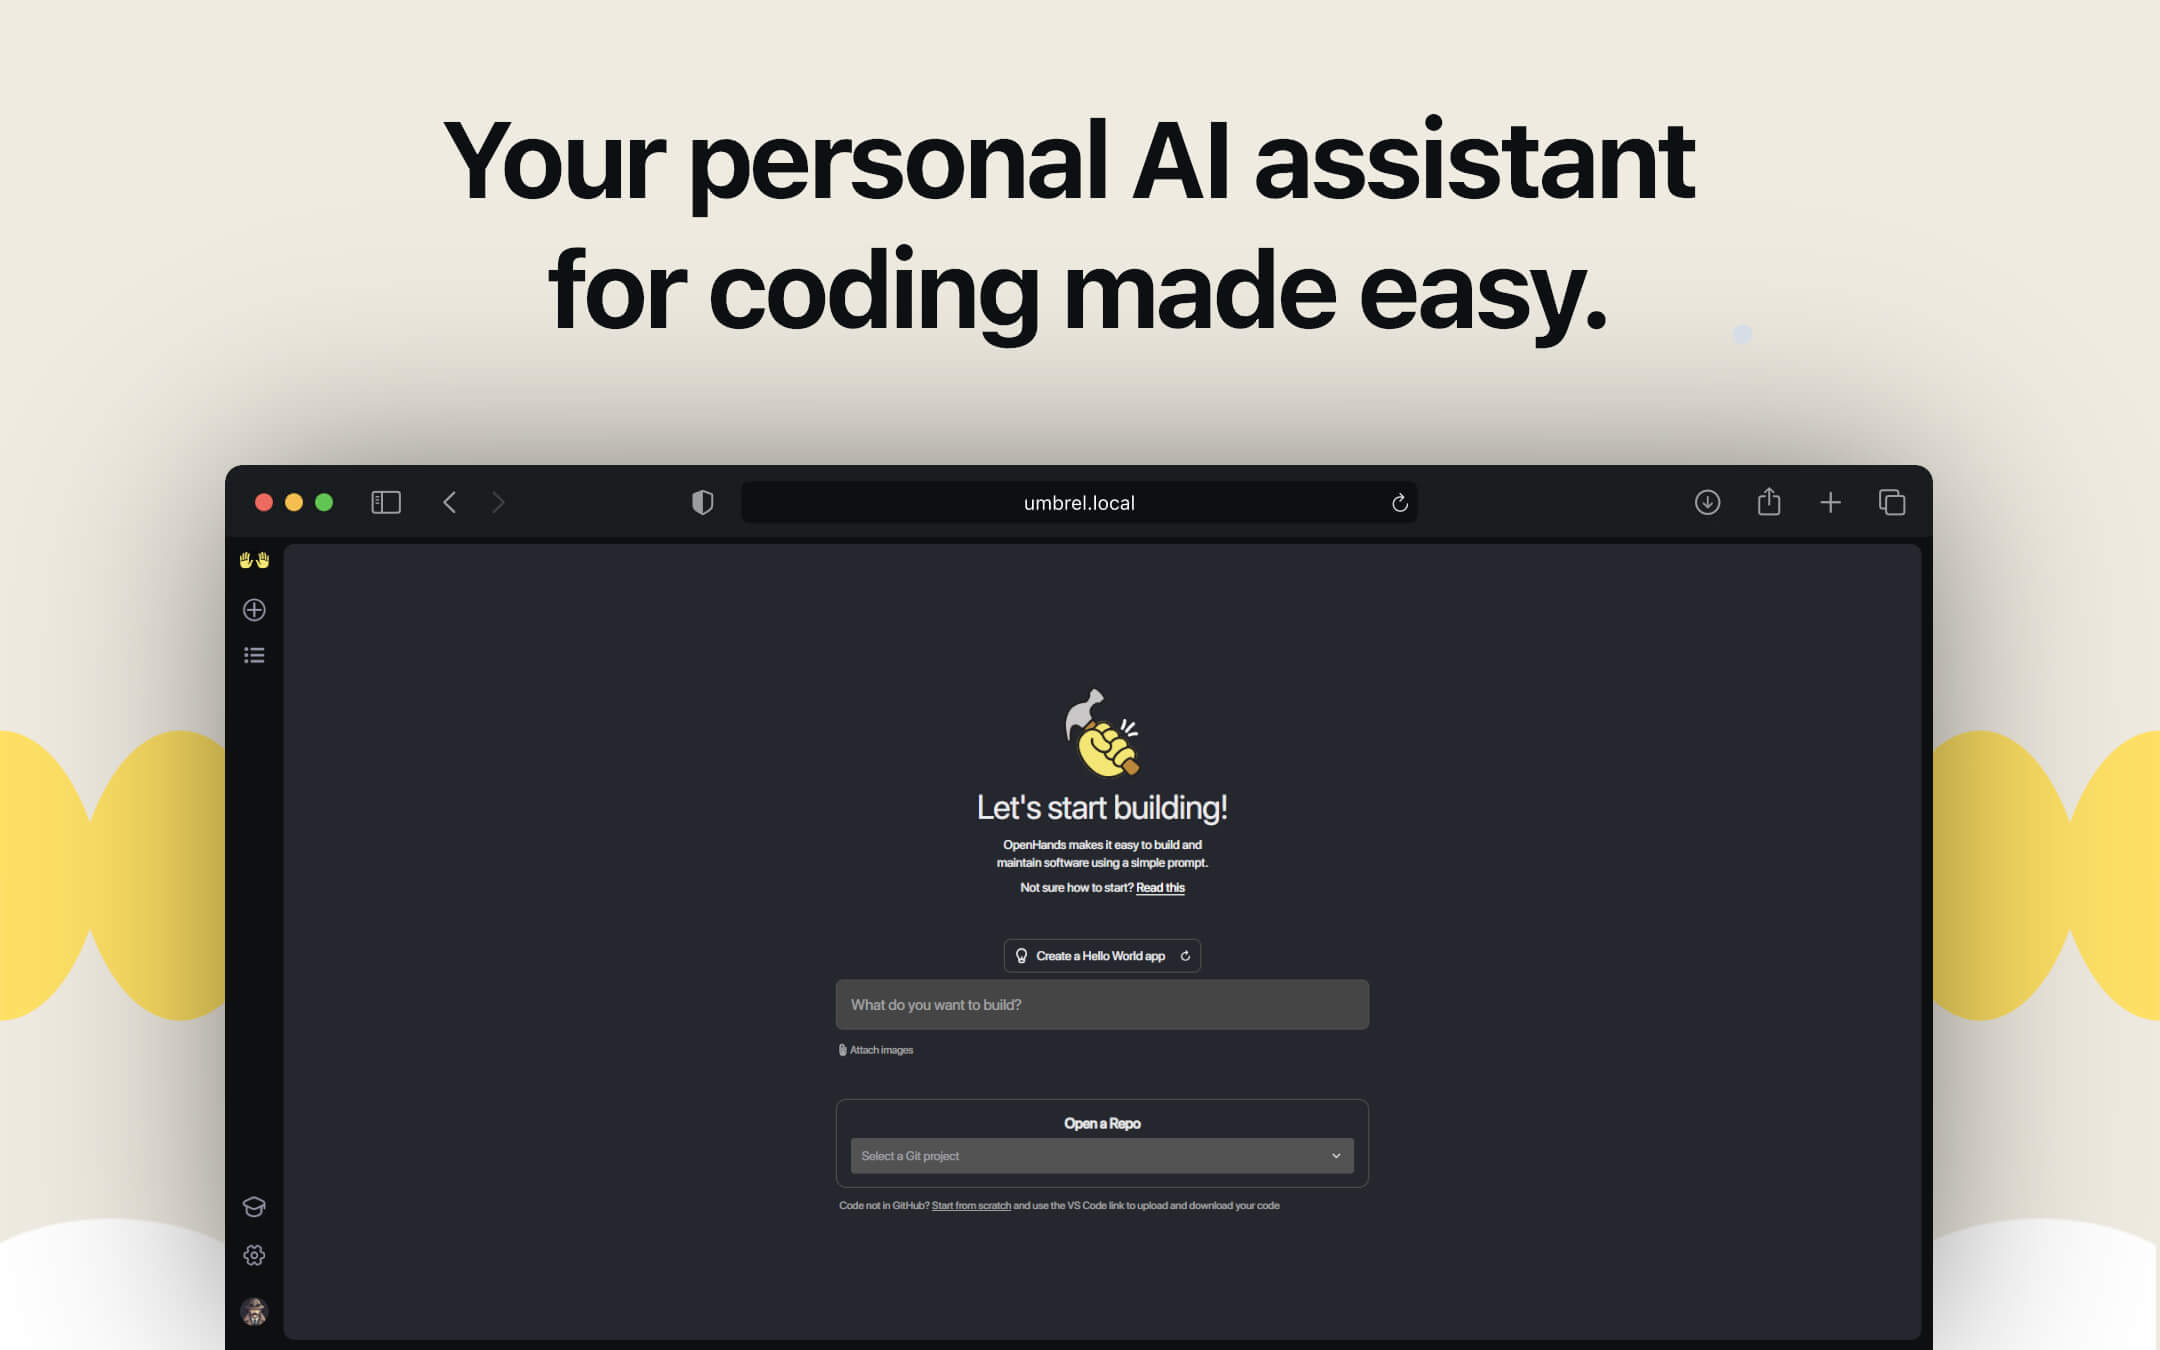 Your personal AI assistant
for coding made easy.
umbrel.local
Let's start building!
OpenHands makes it easy to build and
maintain software using a simple prompt.
Not sure how to start? Read this
Create a Hello World app
What do you want to build?
Attach images
Open a Repo
Select a Git project
Code not in GitHub? Start from scratch and use the VS Code link to upload and download your code